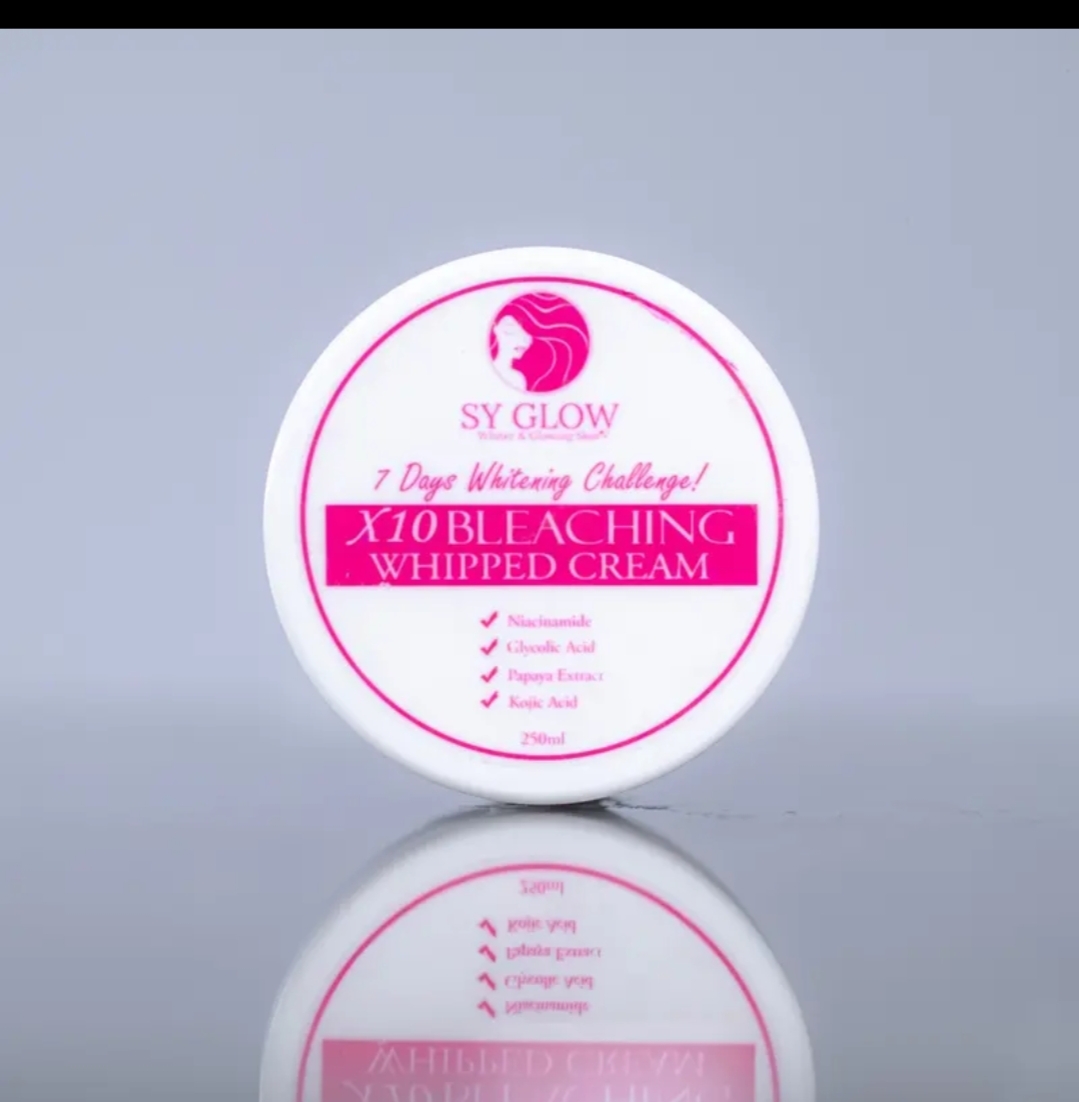 SY GLOW
7 Days Whitening Challenge!
X10 BLEACHING
WHIPPED CREAM
Niacinamide
Glycolic Acid
Papaya Extract
Kojic Acid
250ml